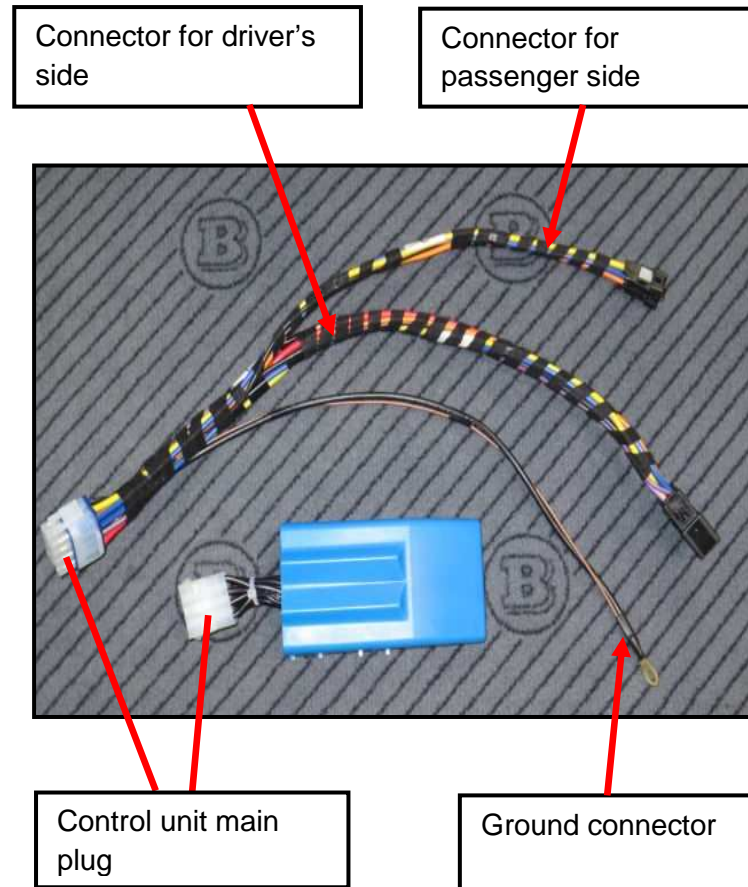 Connector for driver’s
side
Connector for
passenger side
B
B
B
B
Control unit main
plug
Ground connector